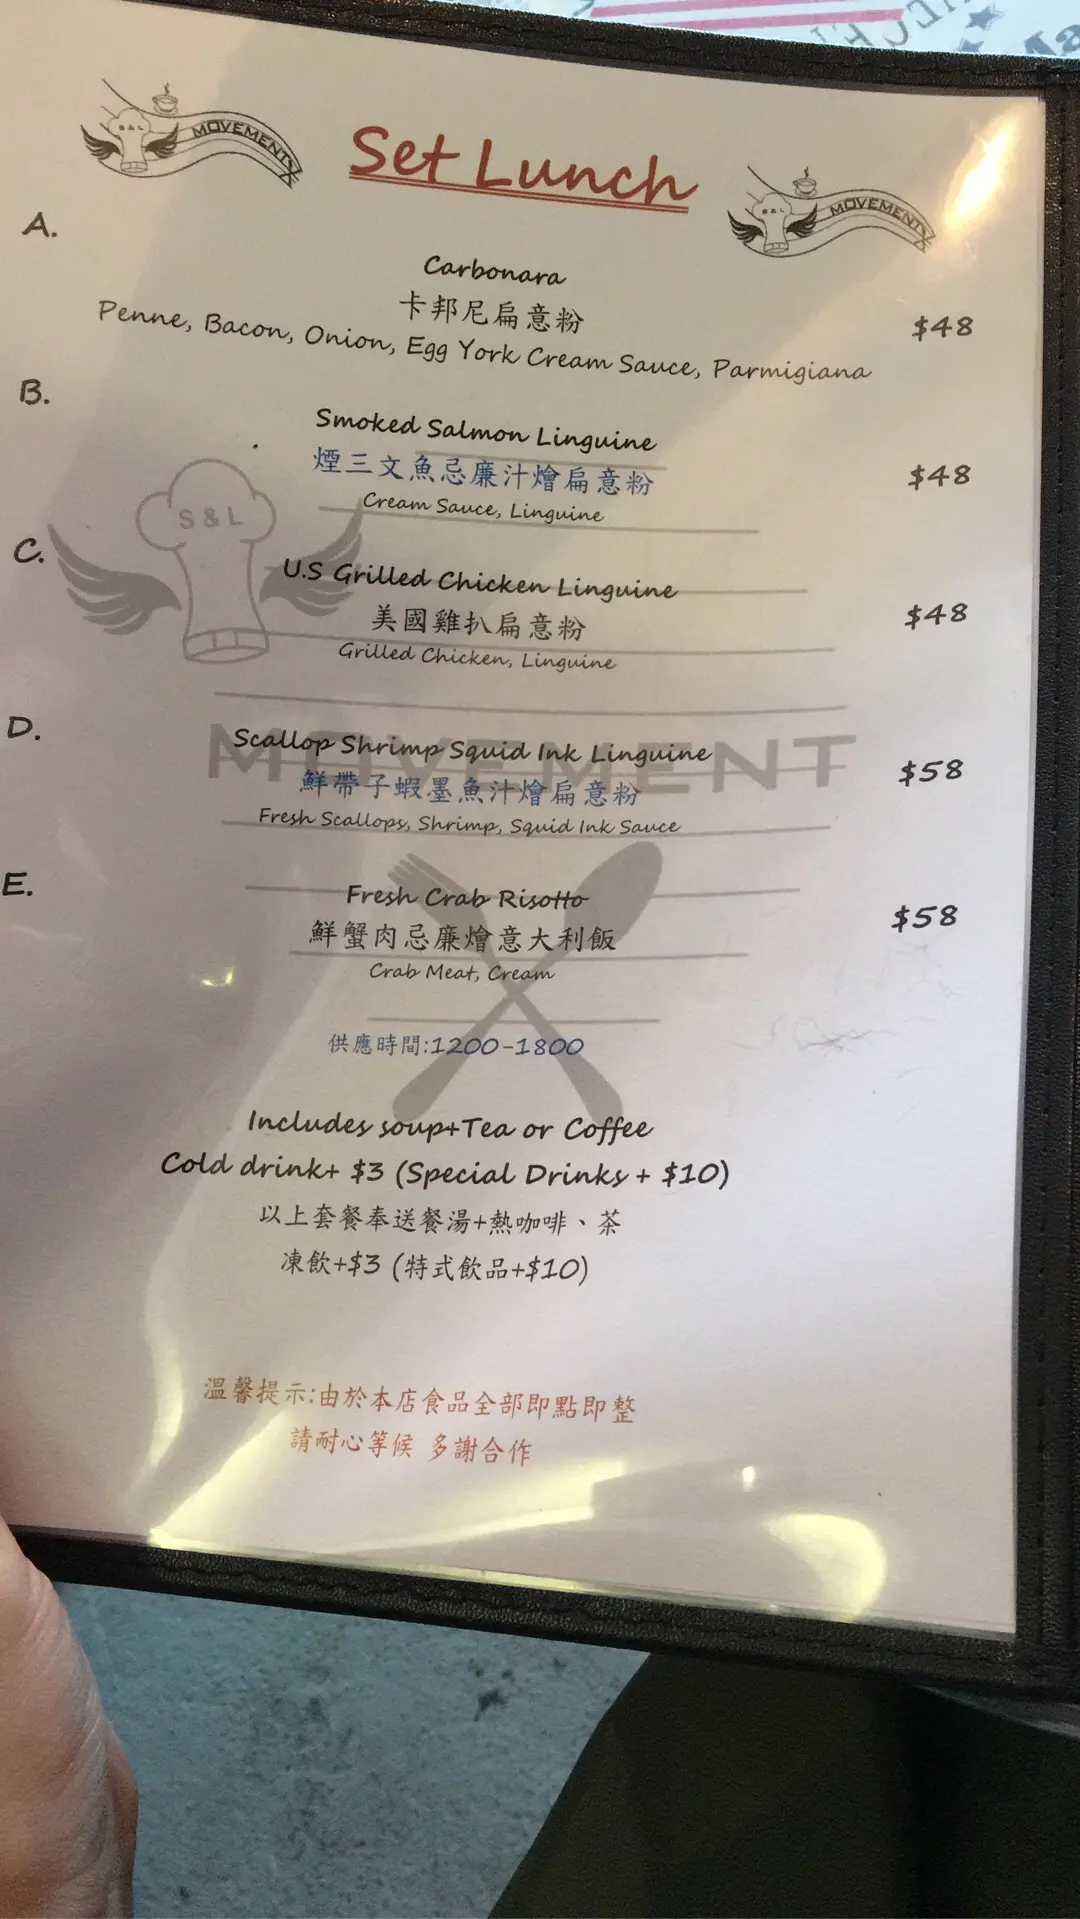 S & L MOVEMENT
Set Lunch
S & L MOVEMENT
A.
Carbonara
卡邦尼扁意粉
$48
Penne, Bacon, Onion, Egg York Cream Sauce, Parmigiana
B.
Smoked Salmon Linguine
煙三文魚忌廉汁燴扁意粉
$48
Cream Sauce, Linguine
S & L
C.
U.S Grilled Chicken Linguine
美國雞扒扁意粉
$48
Grilled Chicken, Linguine
D.
Scallop Shrimp Squid Ink Linguine
MOVEMENT
鮮帶子蝦墨魚汁燴扁意粉
$58
Fresh Scallops, Shrimp, Squid Ink Sauce
E.
Fresh Crab Risotto
鮮蟹肉忌廉燴意大利飯
$58
Crab Meat, Cream
供應時間:1200-1800
Includes soup+Tea or Coffee
Cold drink+ $3 (Special Drinks + $10)
以上套餐奉送餐湯+熱咖啡、茶
凍飲+$3 (特式飲品+$10)
溫馨提示:由於本店食品全部即點即整
請耐心等候 多謝合作